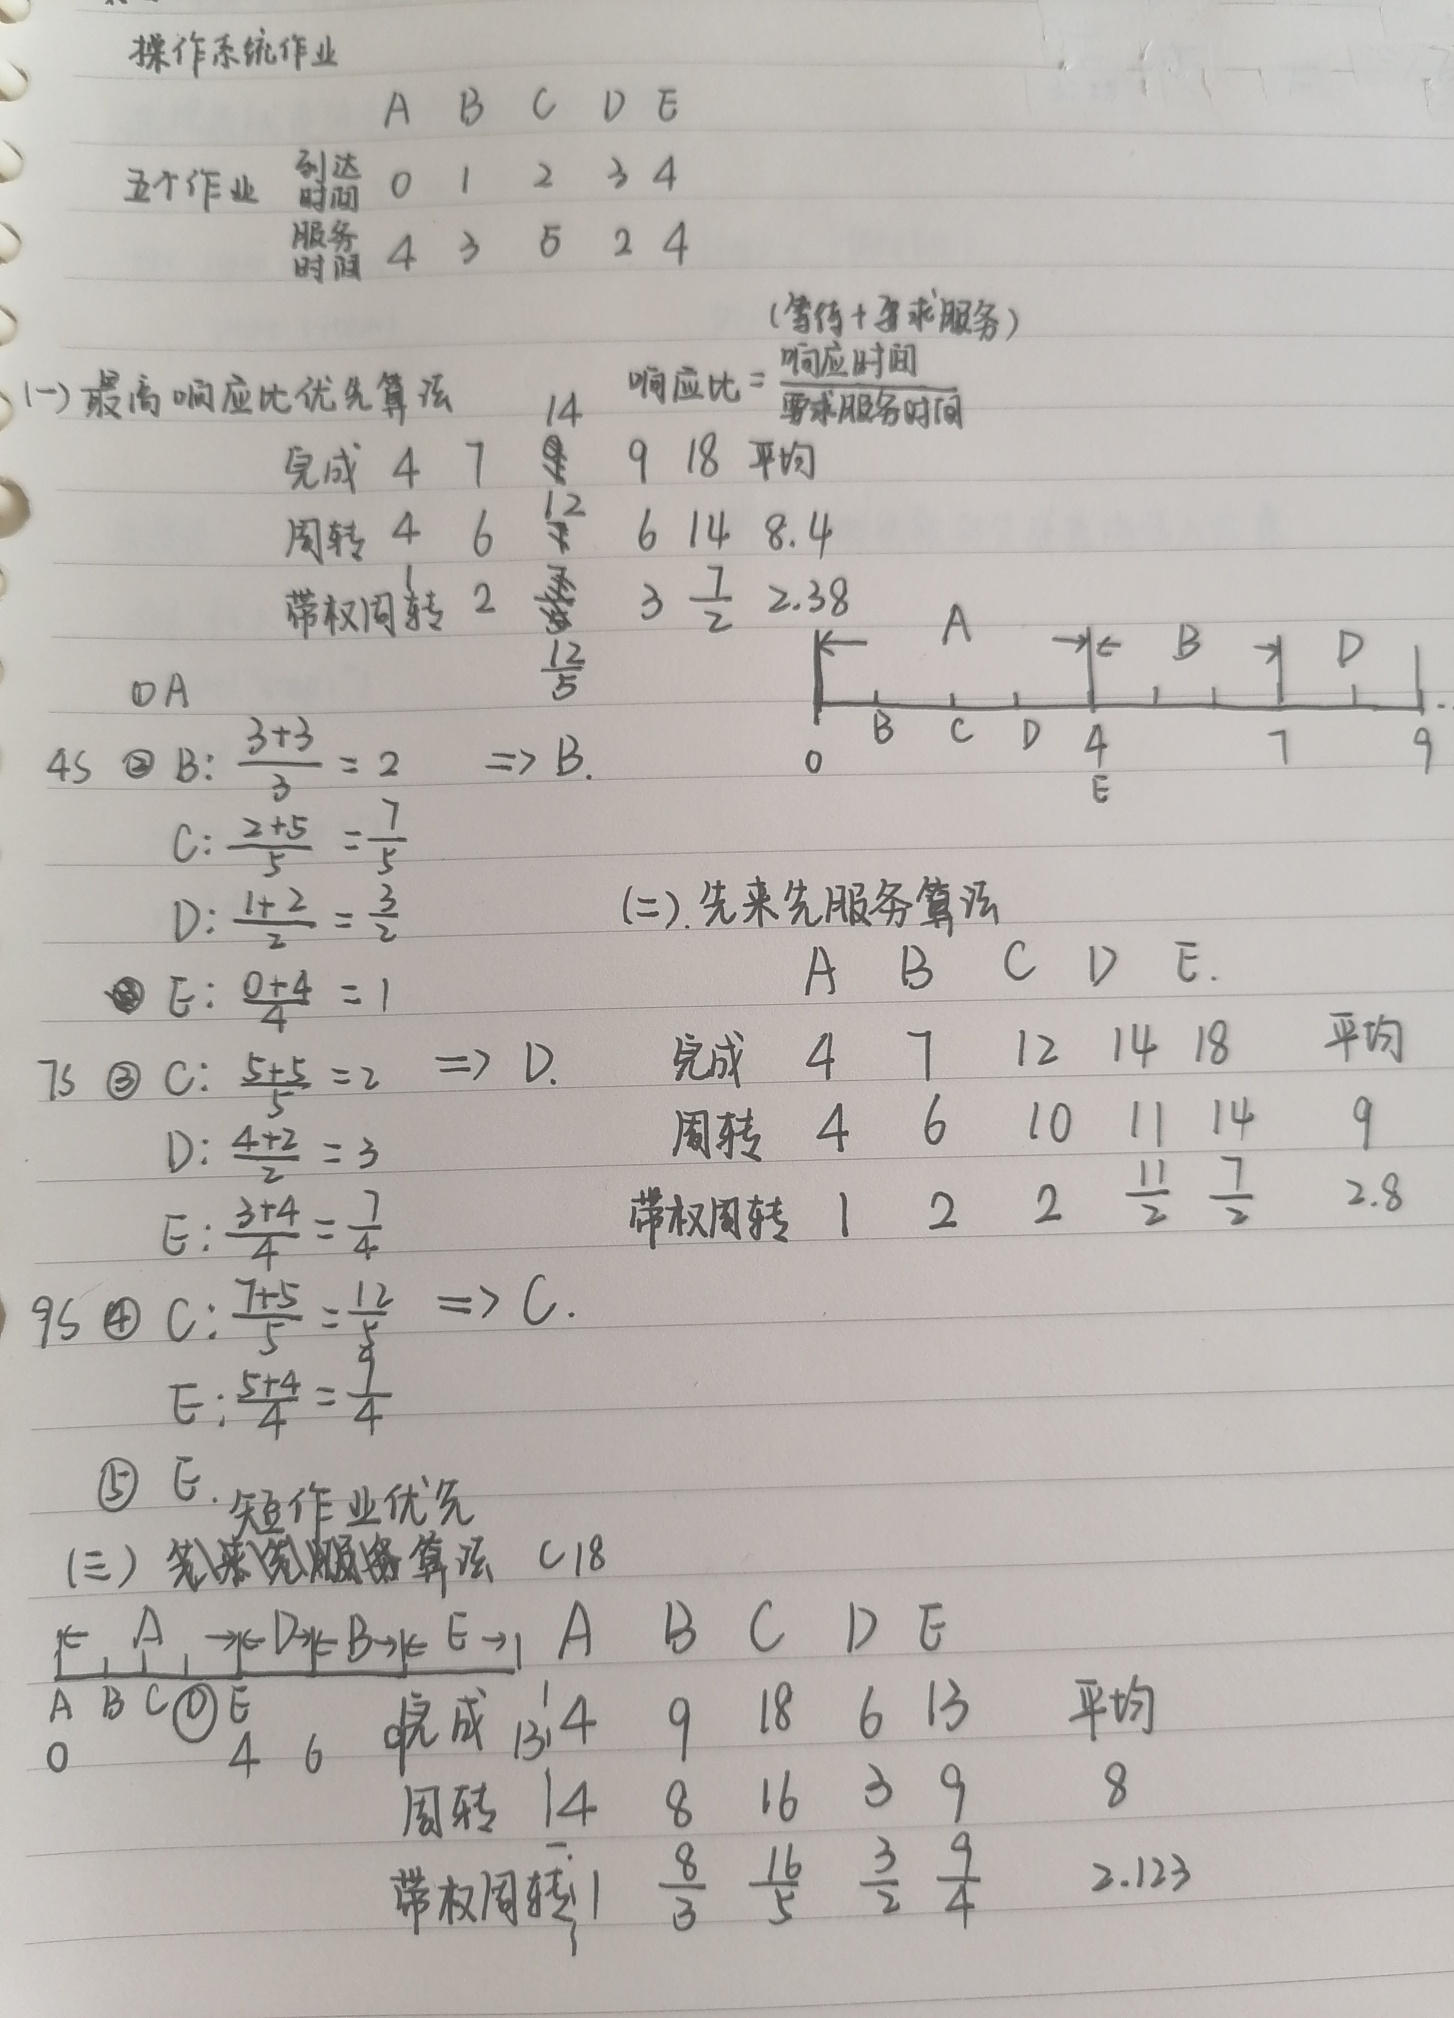 操作系统作业
A B C D E
五个作业 到达时间 0 1 2 3 4
服务时间 4 3 5 2 4
(一) 最高响应比优先算法
响应比 = (等待+要求服务) 响应时间 / 要求服务时间
完成 4 7 14 9 18 平均
周转 4 6 12 6 14 8.4
带权周转 1 2 12/5 3 7/2 2.38
A B D
B C D
0 4 7 9
E
① A
4S ② B: (3+3)/3 = 2 => B.
C: (2+5)/5 = 7/5
D: (1+2)/2 = 3/2
E: (0+4)/4 = 1
7S ③ C: (5+5)/5 = 2 => D.
D: (4+2)/2 = 3
E: (3+4)/4 = 7/4
9S ④ C: (7+5)/5 = 12/5 => C.
E: (5+4)/4 = 9/4
⑤ E.
(二). 先来先服务算法
A B C D E.
完成 4 7 12 14 18 平均
周转 4 6 10 11 14 9
带权周转 1 2 2 11/2 7/2 2.8
(三) 短作业优先算法 C18
A D B E
A B C D E
0 4 6 9 13
A B C D E
完成 4 9 18 6 13 平均
周转 4 8 16 3 9 8
带权周转 1 8/3 16/5 3/2 9/4 2.123